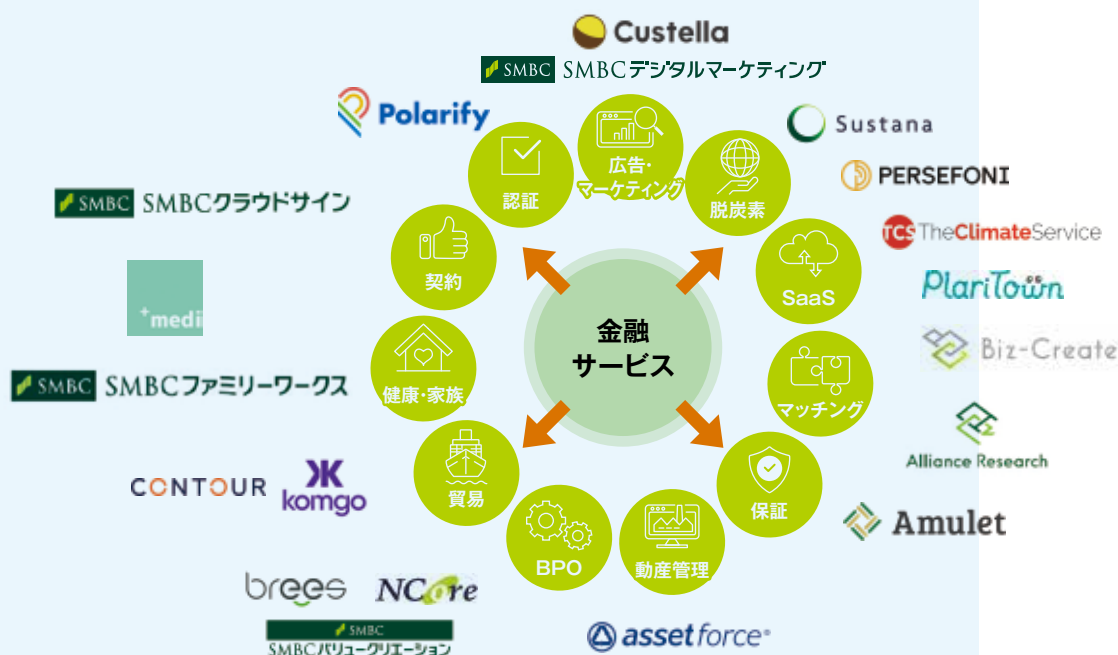 Custella
SMBC SMBCデジタルマーケティング
Polarify
Sustana
広告・
マーケティング
認証
脱炭素
PERSEFONI
SMBC SMBCクラウドサイン
TCS TheClimateService
契約
SaaS
PlariTown
+medi
金融
サービス
Biz-Create
SMBC SMBCファミリーワークス
健康・家族
マッチング
Alliance Research
CONTOUR
komgo
貿易
保証
Amulet
BPO
動産管理
brees
NCore
SMBC
SMBCバリュークリエーション
assetforce